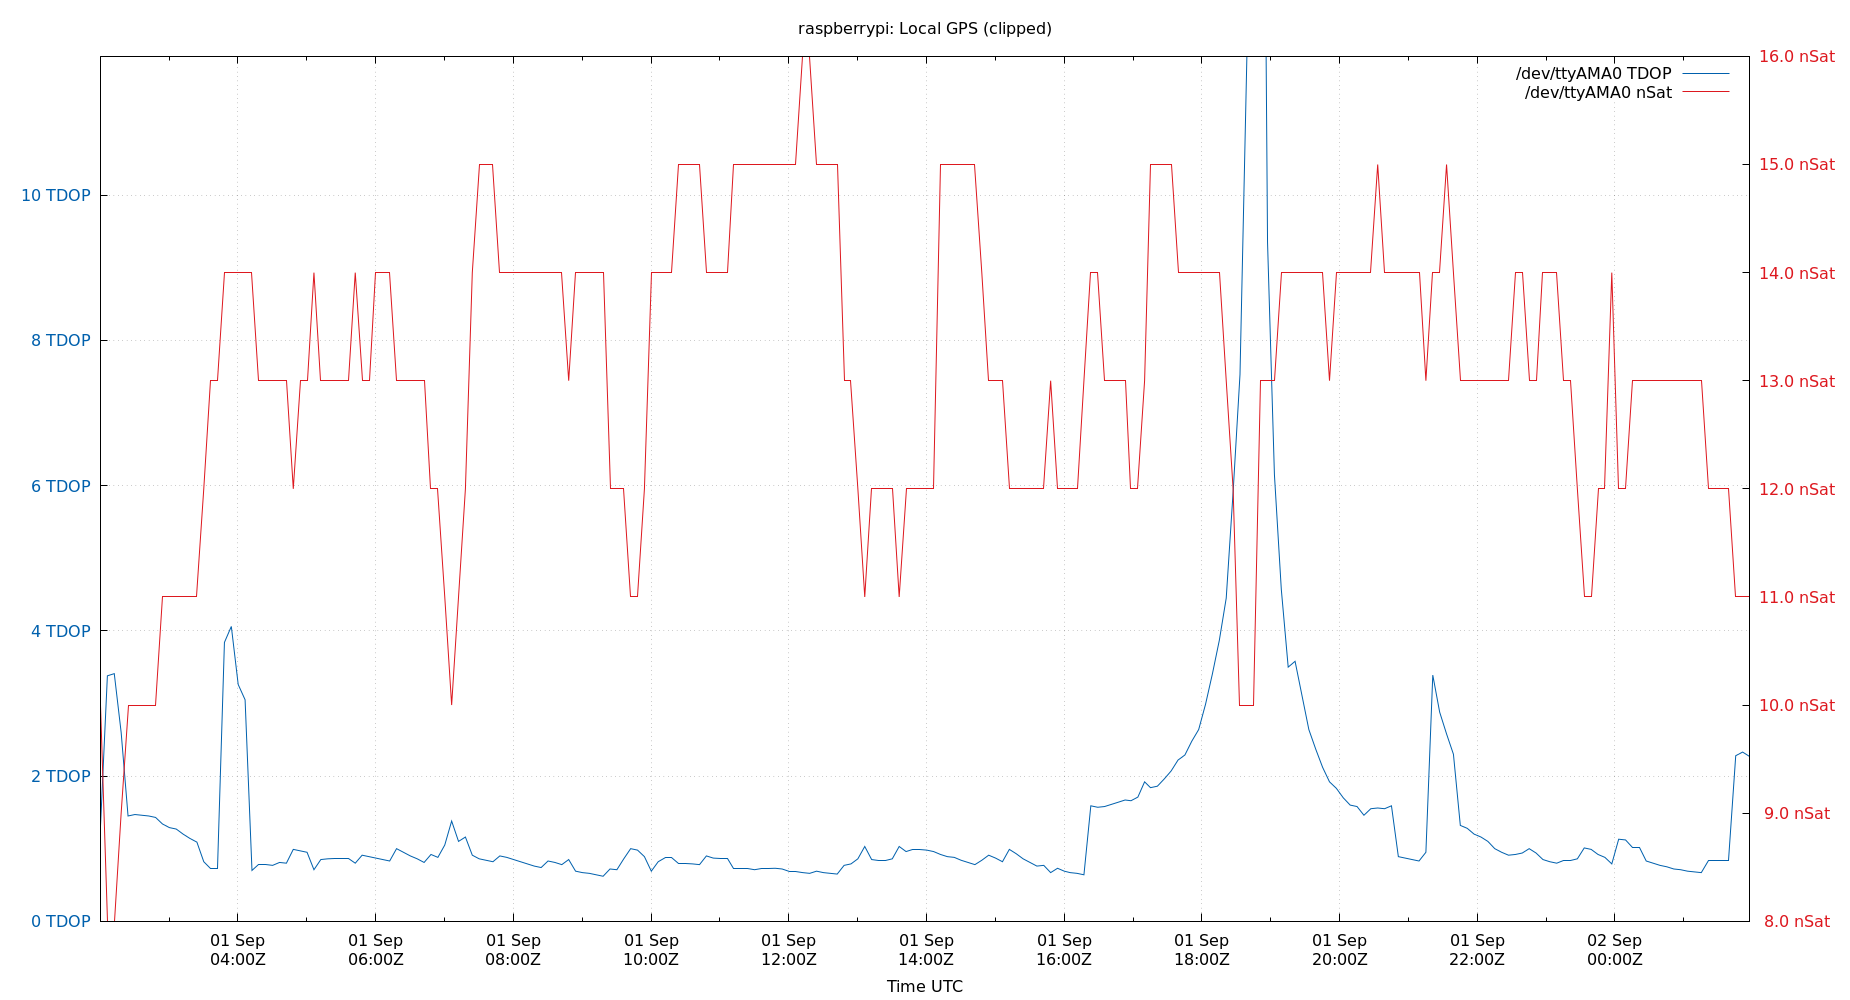 raspberrypi: Local GPS (clipped)
/dev/ttyAMA0 TDOP
/dev/ttyAMA0 nSat
10 TDOP
8 TDOP
6 TDOP
4 TDOP
2 TDOP
0 TDOP
16.0 nSat
15.0 nSat
14.0 nSat
13.0 nSat
12.0 nSat
11.0 nSat
10.0 nSat
9.0 nSat
8.0 nSat
01 Sep 01 Sep 01 Sep 01 Sep 01 Sep 01 Sep 01 Sep 01 Sep 01 Sep 01 Sep 02 Sep
04:00Z 06:00Z 08:00Z 10:00Z 12:00Z 14:00Z 16:00Z 18:00Z 20:00Z 22:00Z 00:00Z
Time UTC